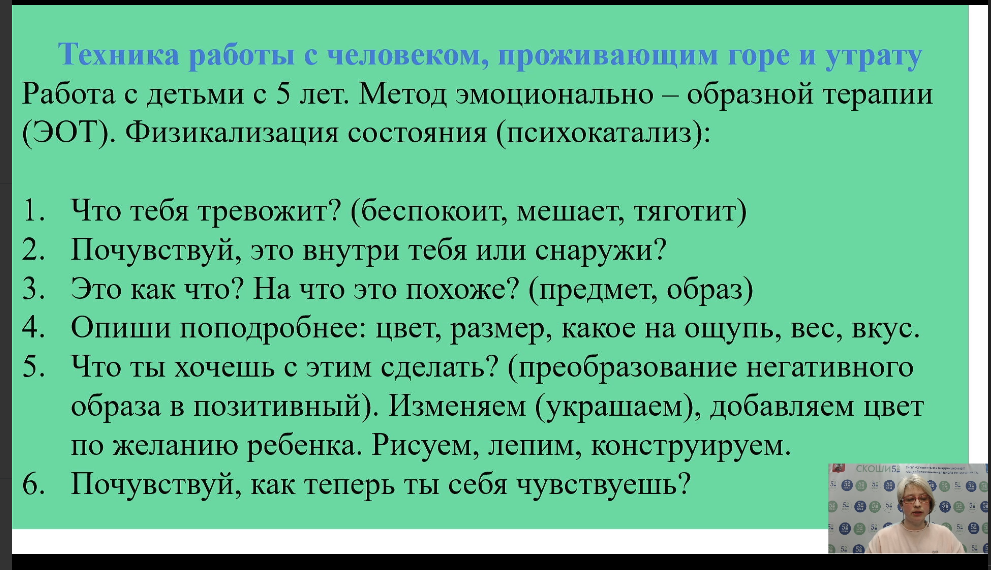 Техника работы с человеком, проживающим горе и утрату
Работа с детьми с 5 лет. Метод эмоционально – образной терапии
(ЭОТ). Физикализация состояния (психокатализ):
1. Что тебя тревожит? (беспокоит, мешает, тяготит)
2. Почувствуй, это внутри тебя или снаружи?
3. Это как что? На что это похоже? (предмет, образ)
4. Опиши поподробнее: цвет, размер, какое на ощупь, вес, вкус.
5. Что ты хочешь с этим сделать? (преобразование негативного
образа в позитивный). Изменяем (украшаем), добавляем цвет
по желанию ребенка. Рисуем, лепим, конструируем.
6. Почувствуй, как теперь ты себя чувствуешь?
СКОШИ52